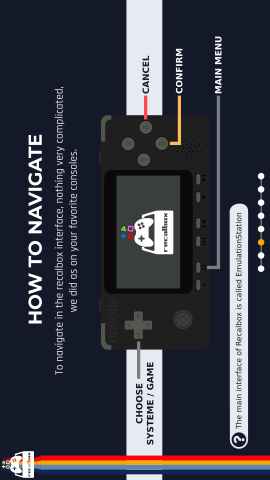 HOW TO NAVIGATE
To navigate in the recalbox interface, nothing very complicated,
we did as on your favorite consoles.
CANCEL
CONFIRM
MAIN MENU
CHOOSE
SYSTEME / GAME
recalbox
? The main interface of Recalbox is called EmulationStation